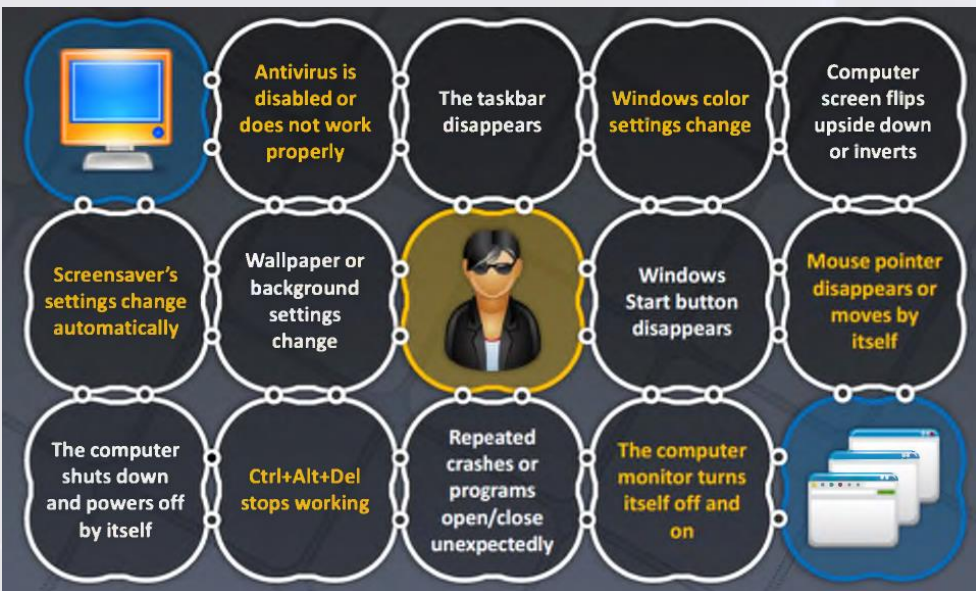 Antivirus is
disabled or
does not work
properly
The taskbar
disappears
Windows color
settings change
Computer
screen flips
upside down
or inverts
Screensaver's
settings change
automatically
Wallpaper or
background
settings
change
Windows
Start button
disappears
Mouse pointer
disappears or
moves by
itself
The computer
shuts down
and powers off
by itself
Ctrl+Alt+Del
stops working
Repeated
crashes or
programs
open/close
unexpectedly
The computer
monitor turns
itself off and
on